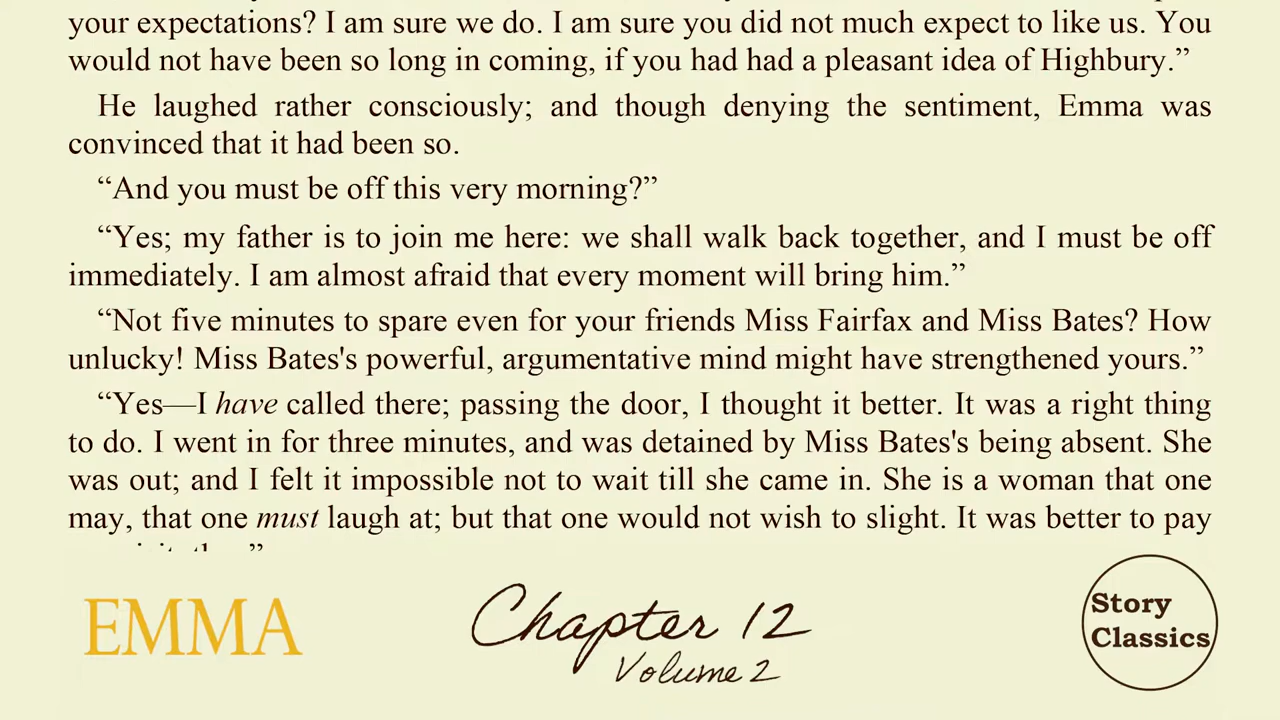 your expectations? I am sure we do. I am sure you did not much expect to like us. You
would not have been so long in coming, if you had had a pleasant idea of Highbury.”
He laughed rather consciously; and though denying the sentiment, Emma was
convinced that it had been so.
“And you must be off this very morning?”
“Yes; my father is to join me here: we shall walk back together, and I must be off
immediately. I am almost afraid that every moment will bring him.”
“Not five minutes to spare even for your friends Miss Fairfax and Miss Bates? How
unlucky! Miss Bates's powerful, argumentative mind might have strengthened yours.”
“Yes—I have called there; passing the door, I thought it better. It was a right thing
to do. I went in for three minutes, and was detained by Miss Bates's being absent. She
was out; and I felt it impossible not to wait till she came in. She is a woman that one
may, that one must laugh at; but that one would not wish to slight. It was better to pay
EMMA
Chapter 12
Volume 2
Story
Classics